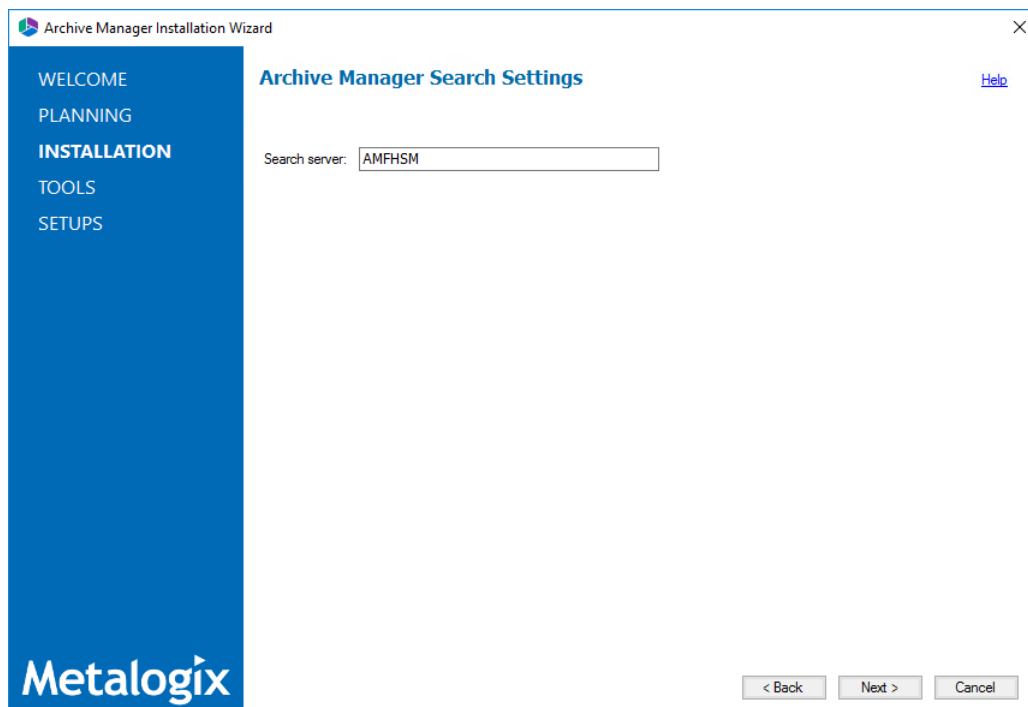 Archive Manager Installation Wizard
WELCOME
PLANNING
INSTALLATION
TOOLS
SETUPS
Metalogix
Archive Manager Search Settings
Help
Search server: AMFHSM
< Back Next > Cancel